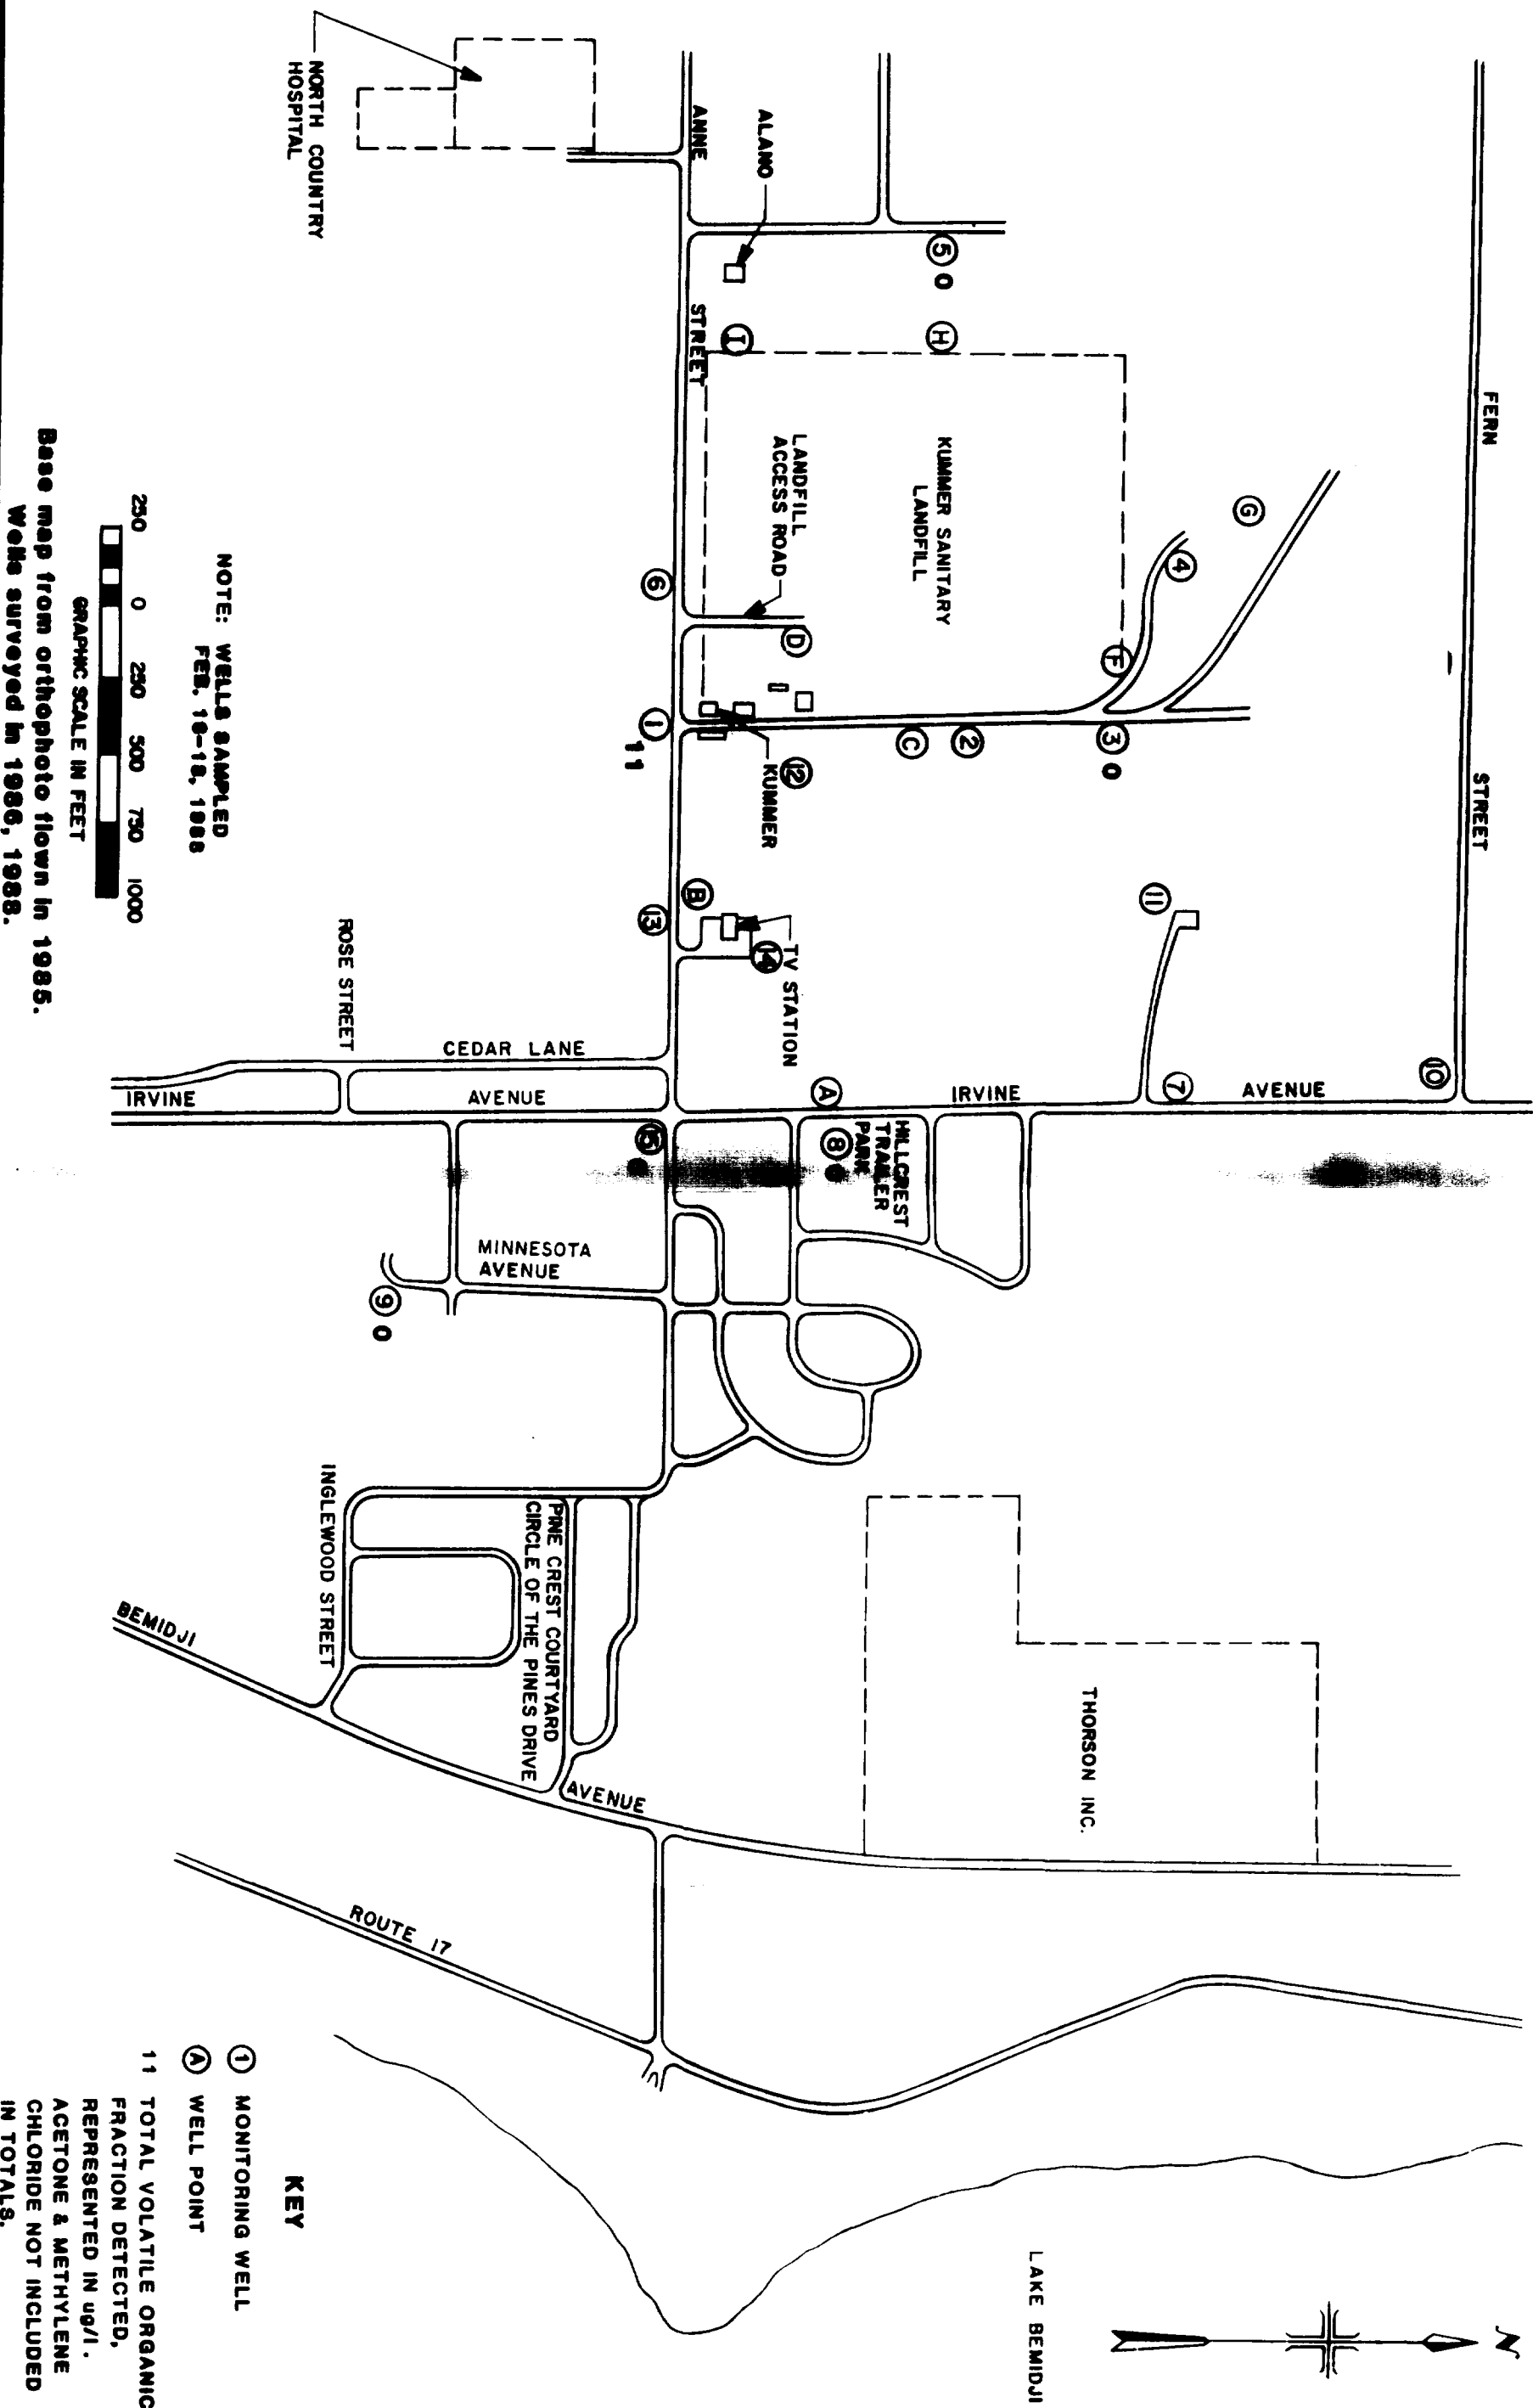 N
LAKE BEMIDJI
FERN
STREET
G
4
F
3
0
11
10
7
AVENUE
IRVINE
KUMMER SANITARY
LANDFILL
5
0
H
C
2
ALANO
I
LANDFILL
ACCESS ROAD
D
12
KUMMER
TV STATION
14
B
A
HILLCREST
TRAILER
PARK
8
THORSON INC.
ANNE
STREET
6
1
11
13
15
NORTH COUNTRY
HOSPITAL
CEDAR LANE
AVENUE
IRVINE
ROSE STREET
MINNESOTA
AVENUE
9
0
PINE CREST COURTYARD
CIRCLE OF THE PINES DRIVE
INGLEWOOD STREET
BEMIDJI
AVENUE
ROUTE 17
NOTE: WELLS SAMPLED
FEB. 16-18, 1988
250 0 250 500 750 1000
GRAPHIC SCALE IN FEET
Base map from orthophoto flown in 1985.
Wells surveyed in 1986, 1988.
KEY
1 MONITORING WELL
A WELL POINT
11 TOTAL VOLATILE ORGANIC
FRACTION DETECTED,
REPRESENTED IN ug/l.
ACETONE & METHYLENE
CHLORIDE NOT INCLUDED
IN TOTALS.